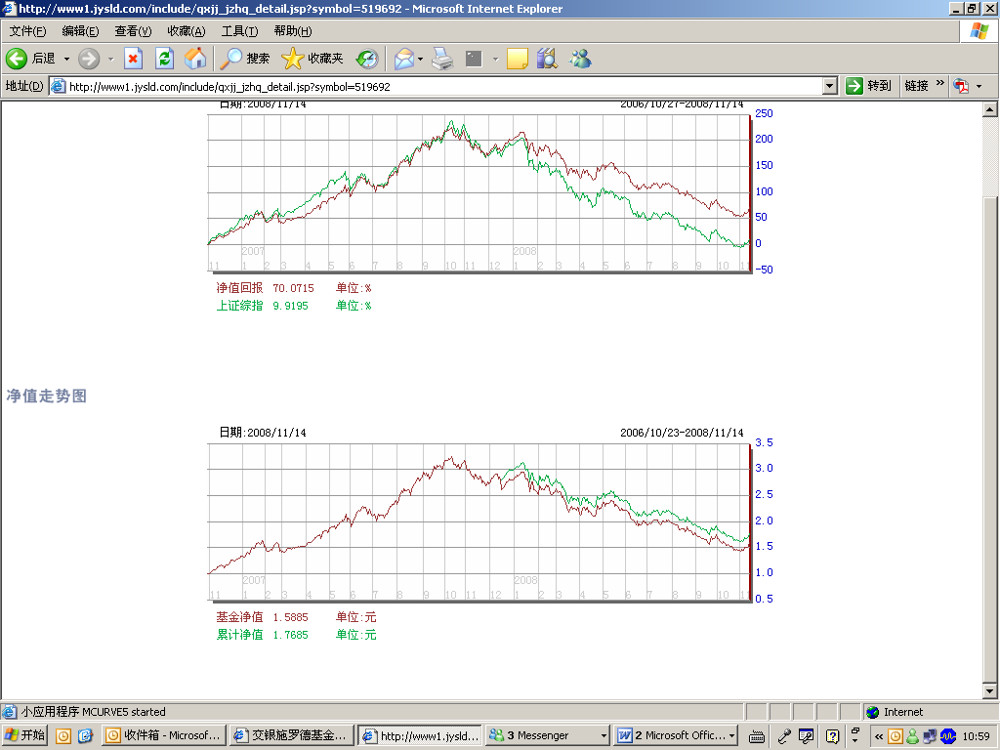 http://www1.jysld.com/include/qxjj_jzhq_detail.jsp?symbol=519692 - Microsoft Internet Explorer
文件(F) 编辑(E) 查看(V) 收藏(A) 工具(T) 帮助(H)
后退 搜索 收藏夹
地址(D) http://www1.jysld.com/include/qxjj_jzhq_detail.jsp?symbol=519692 转到 链接 »
日期:2008/11/14 2006/10/27-2008/11/14
250
200
150
100
50
0
2007 2008
-50
11 1 2 3 4 5 6 7 8 9 10 11 12 1 2 3 4 5 6 7 8 9 10 11
净值回报 70.0715 单位:%
上证综指 9.9195 单位:%
净值走势图
日期:2008/11/14 2006/10/23-2008/11/14
3.5
3.0
2.5
2.0
1.5
1.0
2007 2008
0.5
11 1 2 3 4 5 6 7 8 9 10 11 12 1 2 3 4 5 6 7 8 9 10 11
基金净值 1.5885 单位:元
累计净值 1.7685 单位:元
小应用程序 MCURVE5 started Internet
开始 收件箱 - Microsof... 交银施罗德基金... http://www1.jysld... 3 Messenger 2 Microsoft Offic... « 10:59